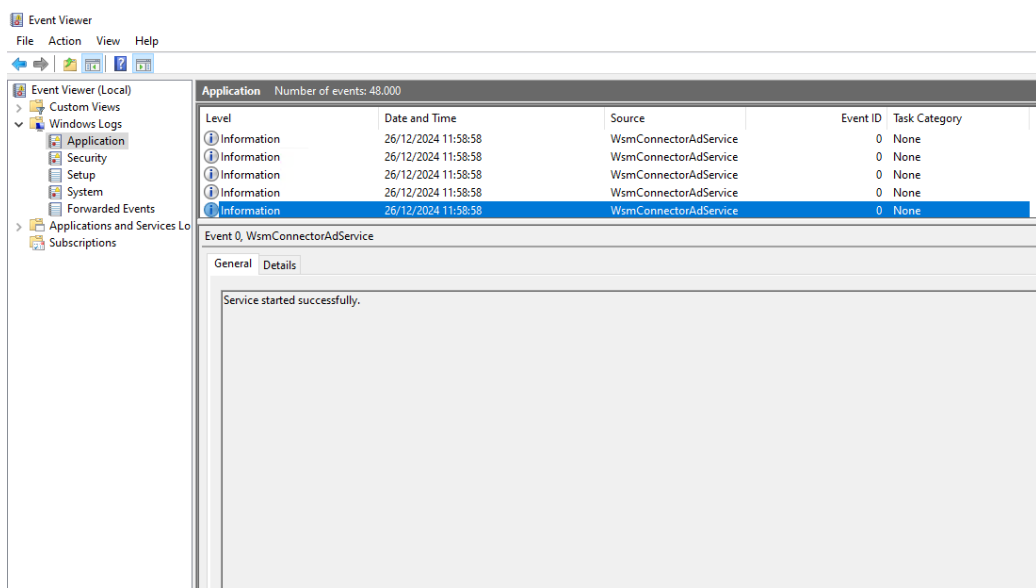 Event Viewer
File Action View Help
Event Viewer (Local)
Custom Views
Windows Logs
Application
Security
Setup
System
Forwarded Events
Applications and Services Lo
Subscriptions
Application Number of events: 48.000
Level Date and Time Source Event ID Task Category
Information 26/12/2024 11:58:58 WsmConnectorAdService 0 None
Information 26/12/2024 11:58:58 WsmConnectorAdService 0 None
Information 26/12/2024 11:58:58 WsmConnectorAdService 0 None
Information 26/12/2024 11:58:58 WsmConnectorAdService 0 None
Information 26/12/2024 11:58:58 WsmConnectorAdService 0 None
Event 0, WsmConnectorAdService
General Details
Service started successfully.